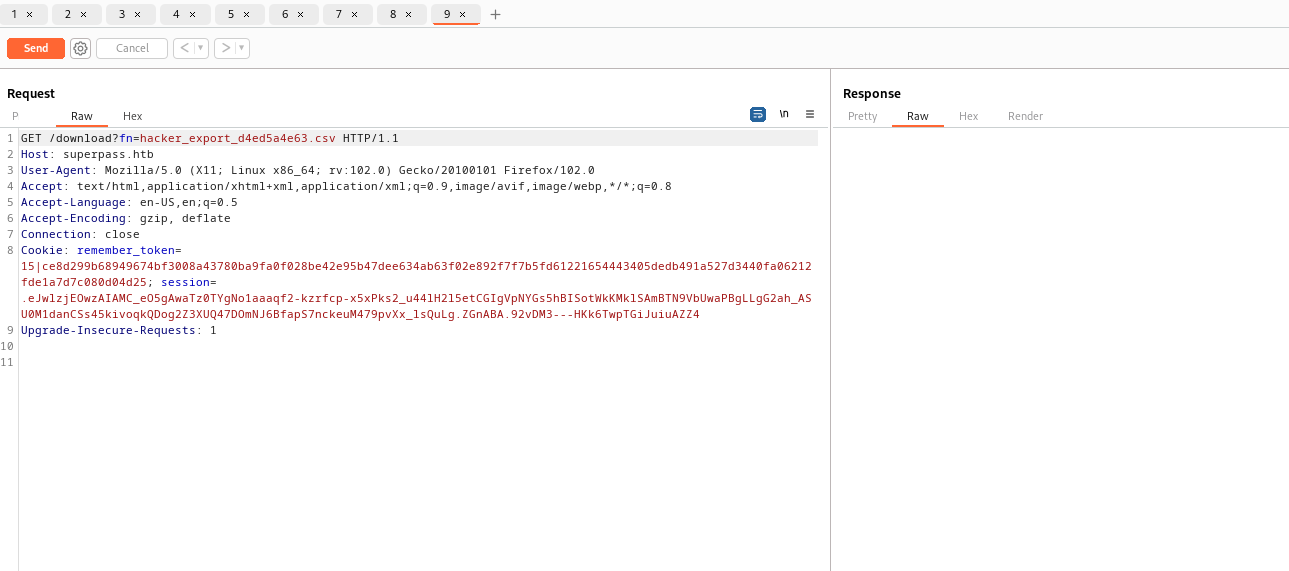 1 × 2 × 3 × 4 × 5 × 6 × 7 × 8 × 9 × +
Send Cancel < ▼ > ▼
Request
P Raw Hex \n ≡
1 GET /download?fn=hacker_export_d4ed5a4e63.csv HTTP/1.1
2 Host: superpass.htb
3 User-Agent: Mozilla/5.0 (X11; Linux x86_64; rv:102.0) Gecko/20100101 Firefox/102.0
4 Accept: text/html,application/xhtml+xml,application/xml;q=0.9,image/avif,image/webp,*/*;q=0.8
5 Accept-Language: en-US,en;q=0.5
6 Accept-Encoding: gzip, deflate
7 Connection: close
8 Cookie: remember_token=
15|ce8d299b68949674bf3008a43780ba9fa0f028be42e95b47dee634ab63f02e892f7f7b5fd61221654443405dedb491a527d3440fa06212
fde1a7d7c080d04d25; session=
.eJwlzjEOwzAIAMC_eO5gAwaTz0TYgNo1aaaqf2-kzrfcp-x5xPks2_u441H2l5etCGIgVpNYGs5hBISotWkKMklSAmBTN9VbUwaPBgLLgG2ah_AS
U0M1danCSs45kivoqkQDog2Z3XUQ47DOmNJ6BfapS7nckeuM479pvXx_lsQuLg.ZGnABA.92vDM3---HKk6TwpTGiJuiuAZZ4
9 Upgrade-Insecure-Requests: 1
10
11
Response
Pretty Raw Hex Render